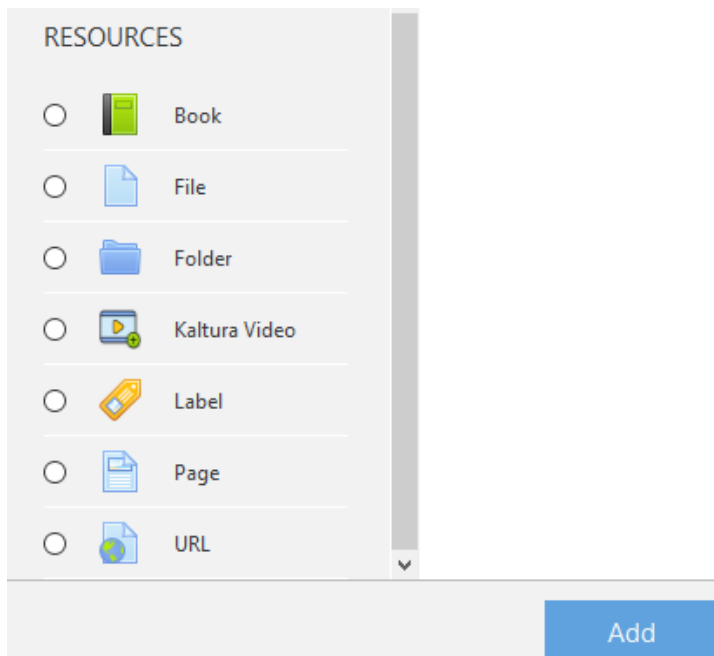 RESOURCES
Book
File
Folder
Kaltura Video
Label
Page
URL
Add